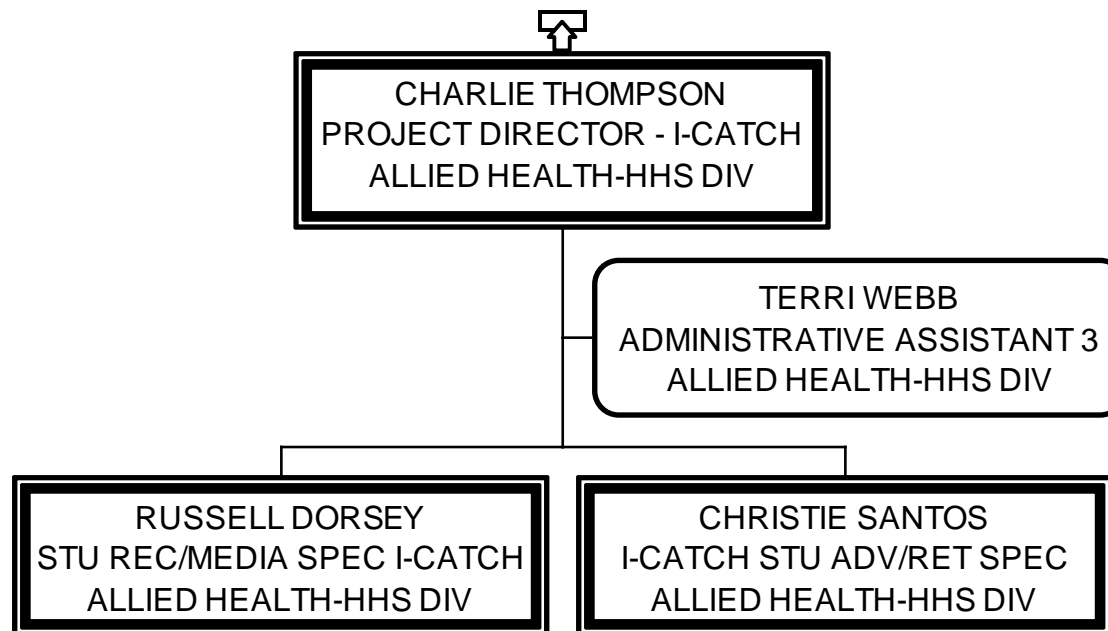 CHARLIE THOMPSON
PROJECT DIRECTOR - I-CATCH
ALLIED HEALTH-HHS DIV
TERRI WEBB
ADMINISTRATIVE ASSISTANT 3
ALLIED HEALTH-HHS DIV
RUSSELL DORSEY
STU REC/MEDIA SPEC I-CATCH
ALLIED HEALTH-HHS DIV
CHRISTIE SANTOS
I-CATCH STU ADV/RET SPEC
ALLIED HEALTH-HHS DIV